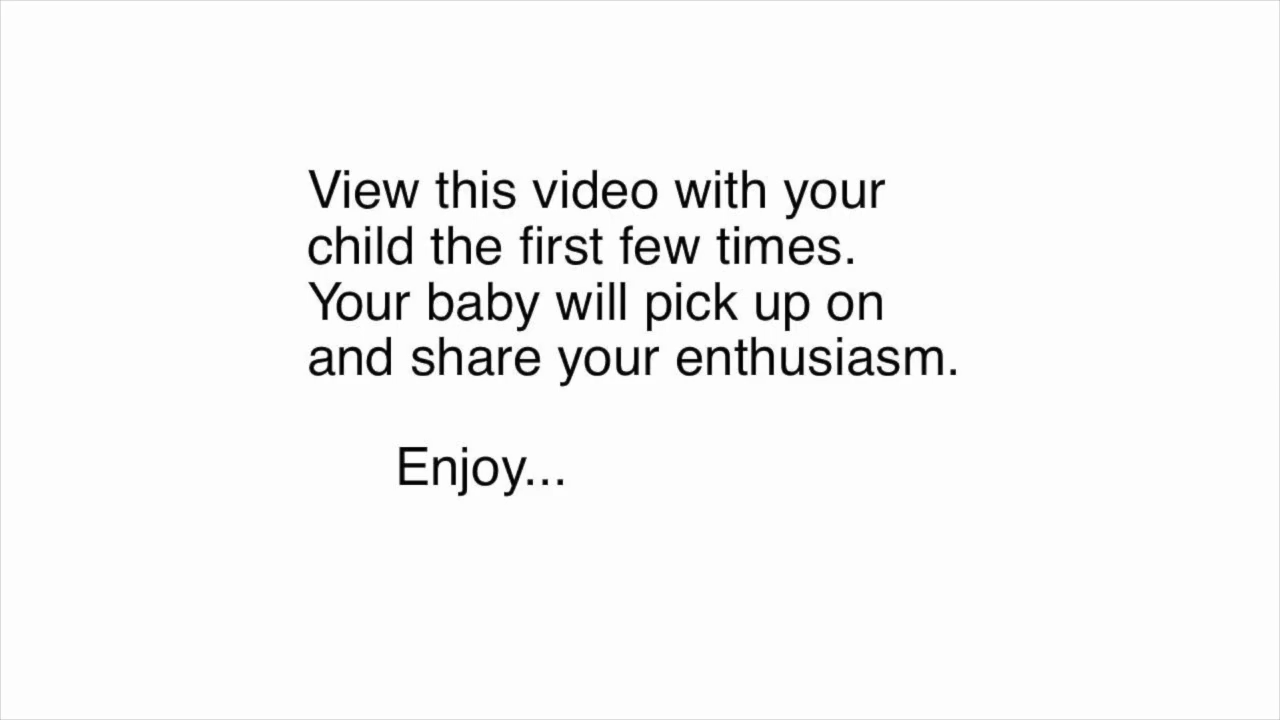 View this video with your
child the first few times.
Your baby will pick up on
and share your enthusiasm.
Enjoy...